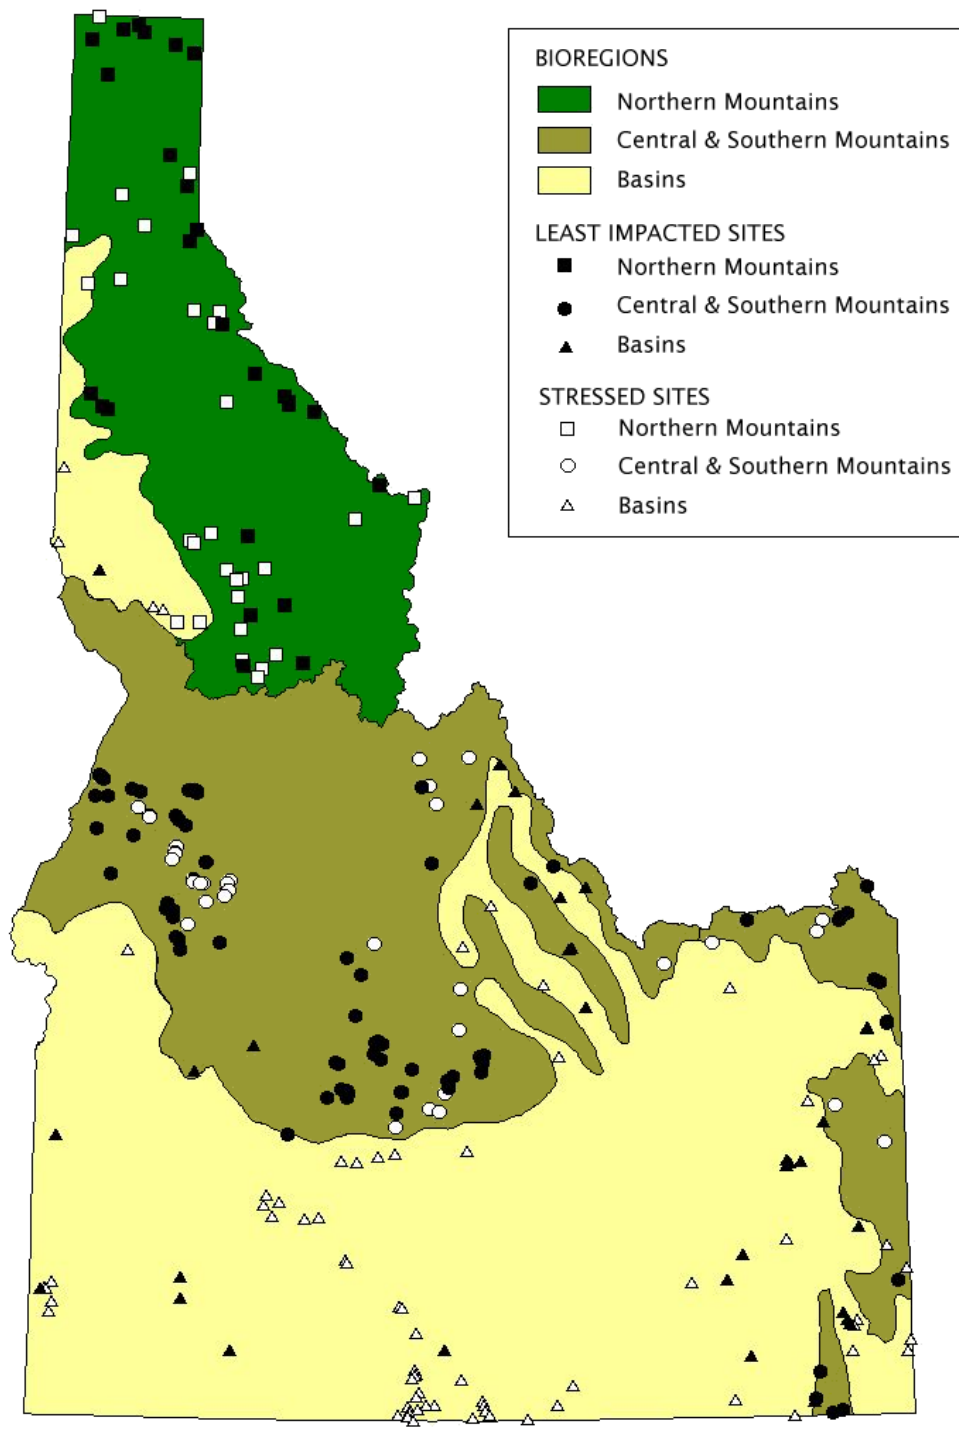 BIOREGIONS
Northern Mountains
Central & Southern Mountains
Basins
LEAST IMPACTED SITES
Northern Mountains
Central & Southern Mountains
Basins
STRESSED SITES
Northern Mountains
Central & Southern Mountains
Basins